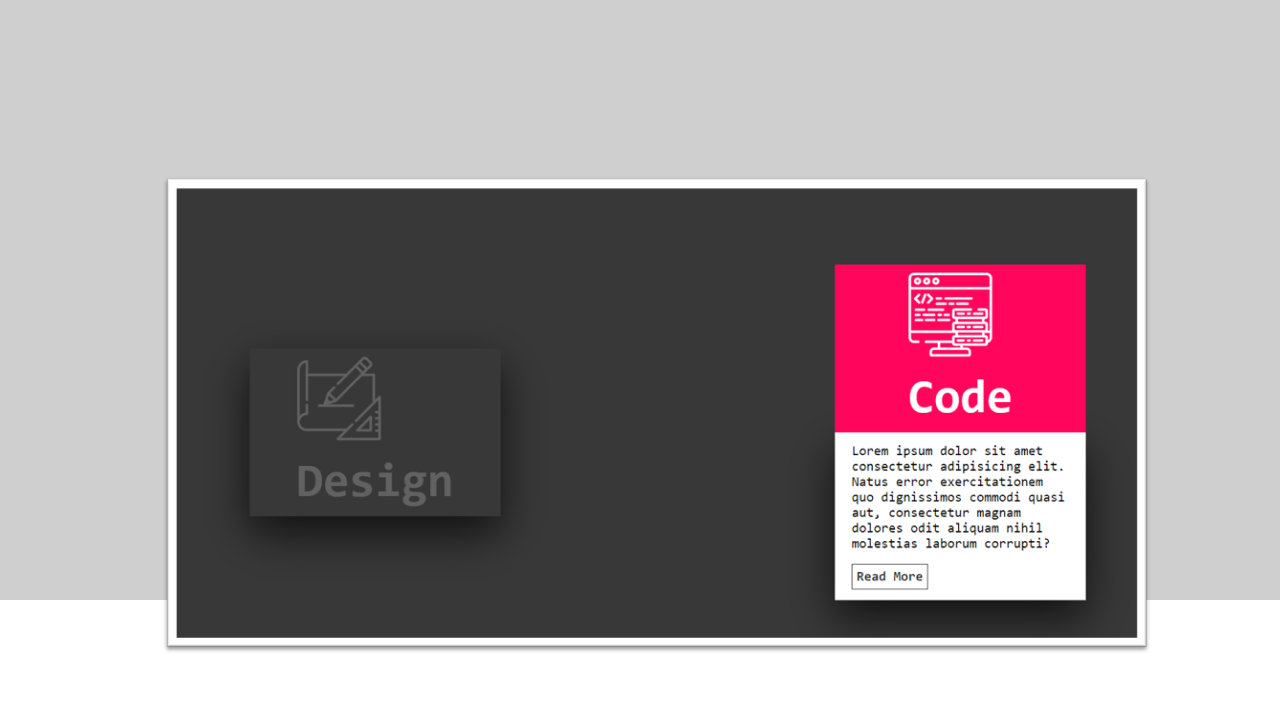 Design
Code
Lorem ipsum dolor sit amet
consectetur adipisicing elit.
Natus error exercitationem
quo dignissimos commodi quasi
aut, consectetur magnam
dolores odit aliquam nihil
molestias laborum corrupti?
Read More